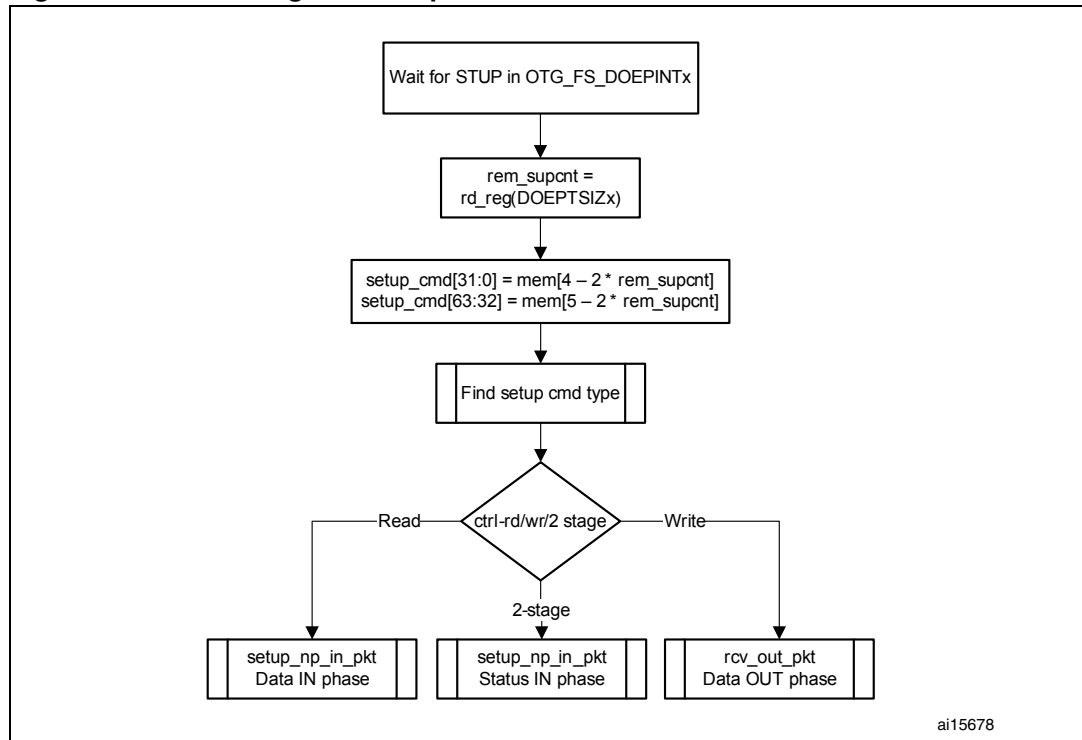 Wait for STUP in OTG_FS_DOEPINTx
rem_supcnt =
rd_reg(DOEPTSIZx)
setup_cmd[31:0] = mem[4 – 2 * rem_supcnt]
setup_cmd[63:32] = mem[5 – 2 * rem_supcnt]
Find setup cmd type
Read
ctrl-rd/wr/2 stage
Write
2-stage
setup_np_in_pkt
Data IN phase
setup_np_in_pkt
Status IN phase
rcv_out_pkt
Data OUT phase
ai15678